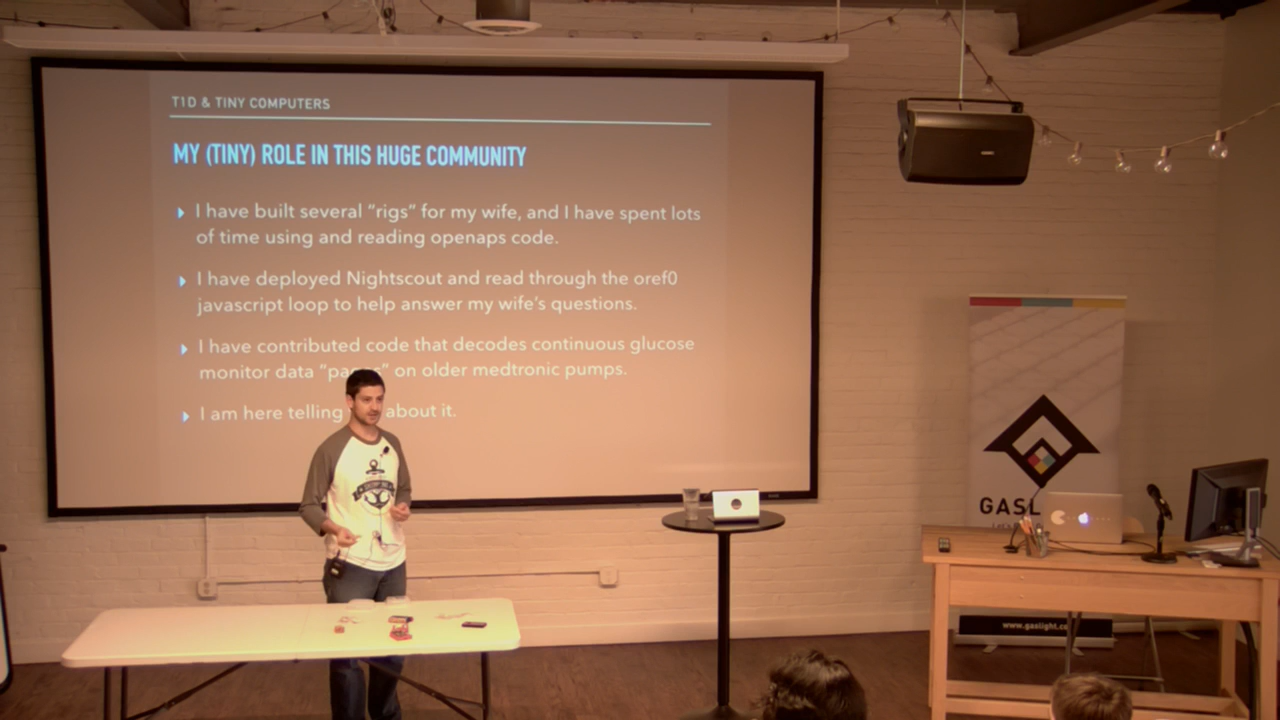 T1D & TINY COMPUTERS
MY (TINY) ROLE IN THIS HUGE COMMUNITY
I have built several “rigs” for my wife, and I have spent lots
of time using and reading openaps code.
I have deployed Nightscout and read through the oref0
javascript loop to help answer my wife’s questions.
I have contributed code that decodes continuous glucose
monitor data on older medtronic pumps.
I am here telling about it.
GASL
www.gaslight.co